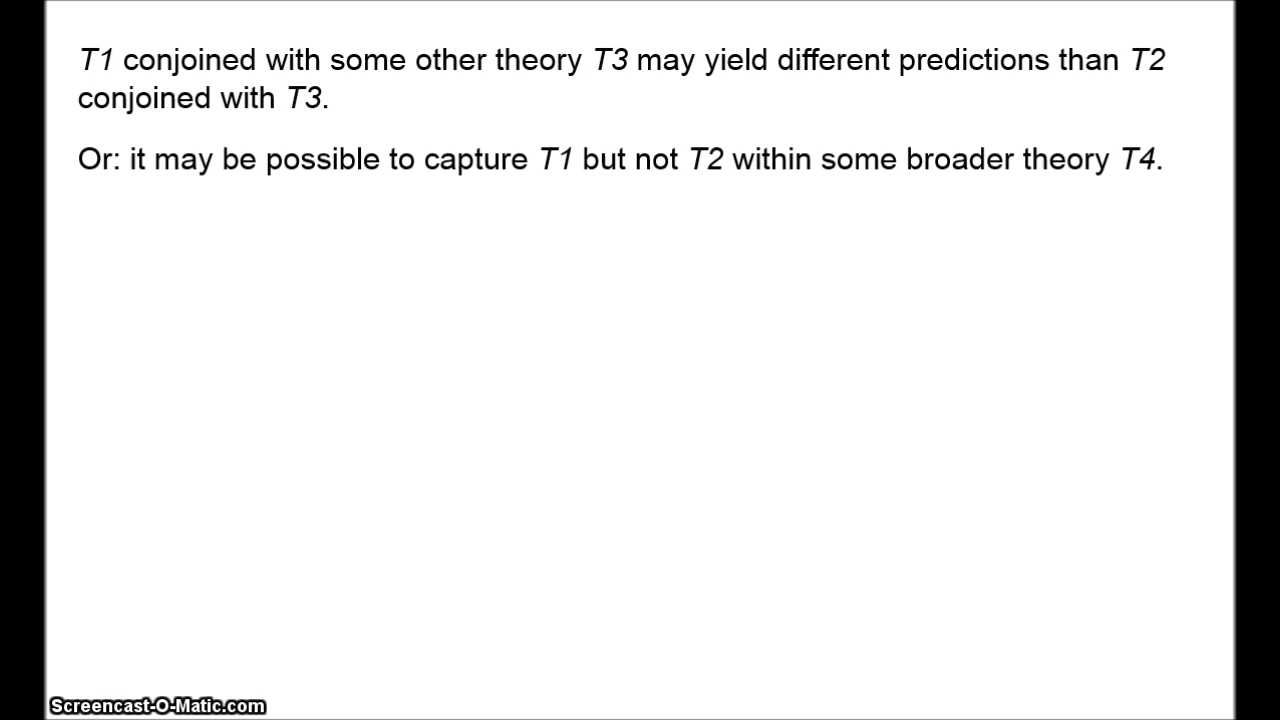 T1 conjoined with some other theory T3 may yield different predictions than T2
conjoined with T3.
Or: it may be possible to capture T1 but not T2 within some broader theory T4.
Screencast-O-Matic.com